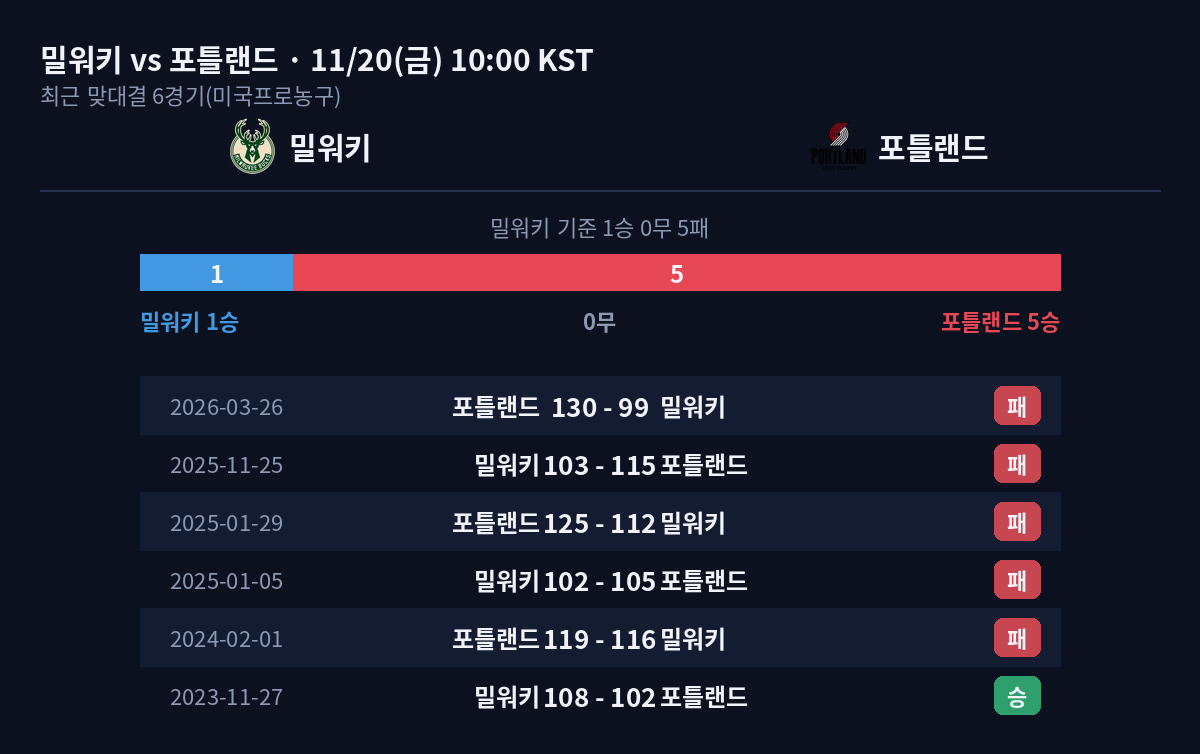 밀워키 vs 포틀랜드 · 11/20(금) 10:00 KST
최근 맞대결 6경기(미국프로농구)
밀워키
PORTLAND 포틀랜드
밀워키 기준 1승 0무 5패
1 5
밀워키 1승 0무 포틀랜드 5승
2026-03-26 포틀랜드 130 - 99 밀워키 패
2025-11-25 밀워키 103 - 115 포틀랜드 패
2025-01-29 포틀랜드 125 - 112 밀워키 패
2025-01-05 밀워키 102 - 105 포틀랜드 패
2024-02-01 포틀랜드 119 - 116 밀워키 패
2023-11-27 밀워키 108 - 102 포틀랜드 승